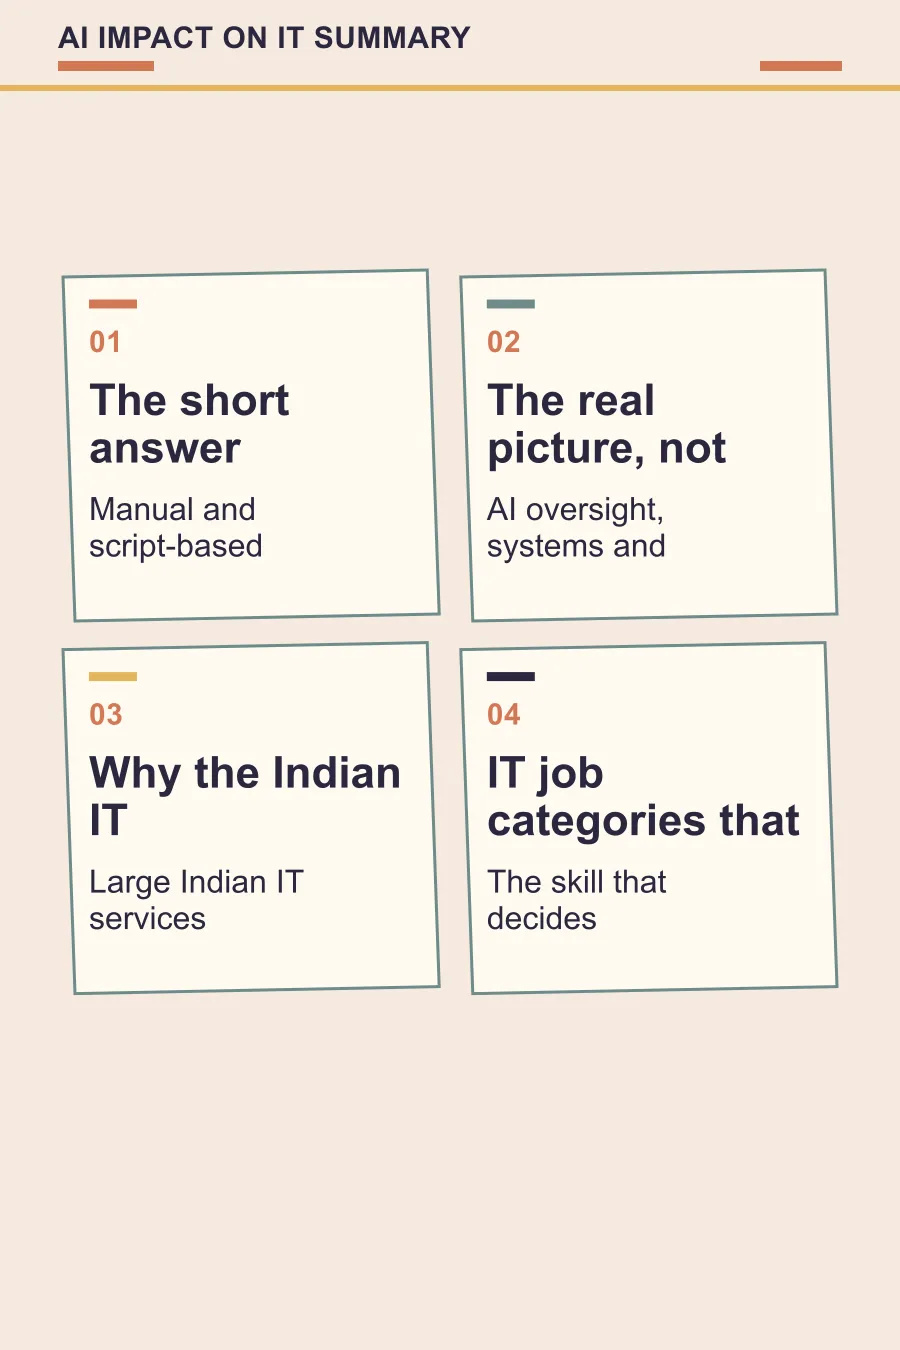 AI IMPACT ON IT SUMMARY
01
The short
answer
Manual and
script-based
02
The real
picture, not
AI oversight,
systems and
03
Why the Indian
IT
Large Indian IT
services
04
IT job
categories that
The skill that
decides